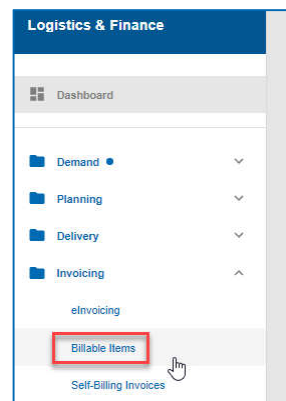 Logistics & Finance
Dashboard
Demand
Planning
Delivery
Invoicing
eInvoicing
Billable Items
Self-Billing Invoices